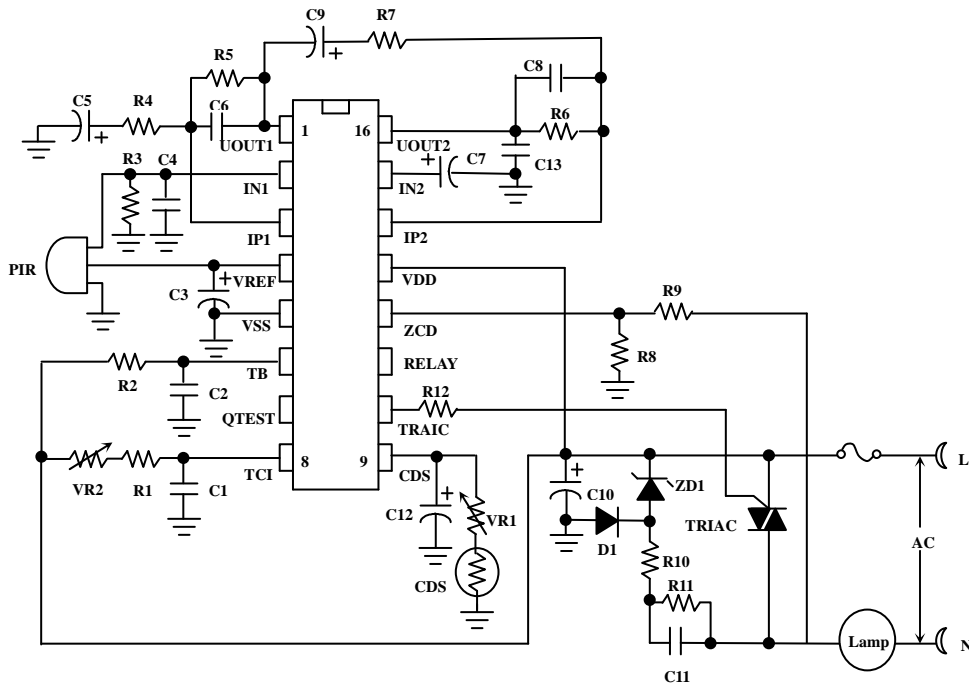 C9
R7
R5
C8
C5
R4
C6
R6
1
16
UOUT1
UOUT2
C7
C13
R3
C4
IN1
IN2
IP1
IP2
PIR
VREF
VDD
C3
R9
VSS
ZCD
R8
R2
C2
TB
RELAY
R12
QTEST
TRAIC
VR2
R1
C1
TCI
8
9
CDS
L
C12
VR1
C10
ZD1
TRIAC
AC
D1
R10
CDS
R11
Lamp
N
C11